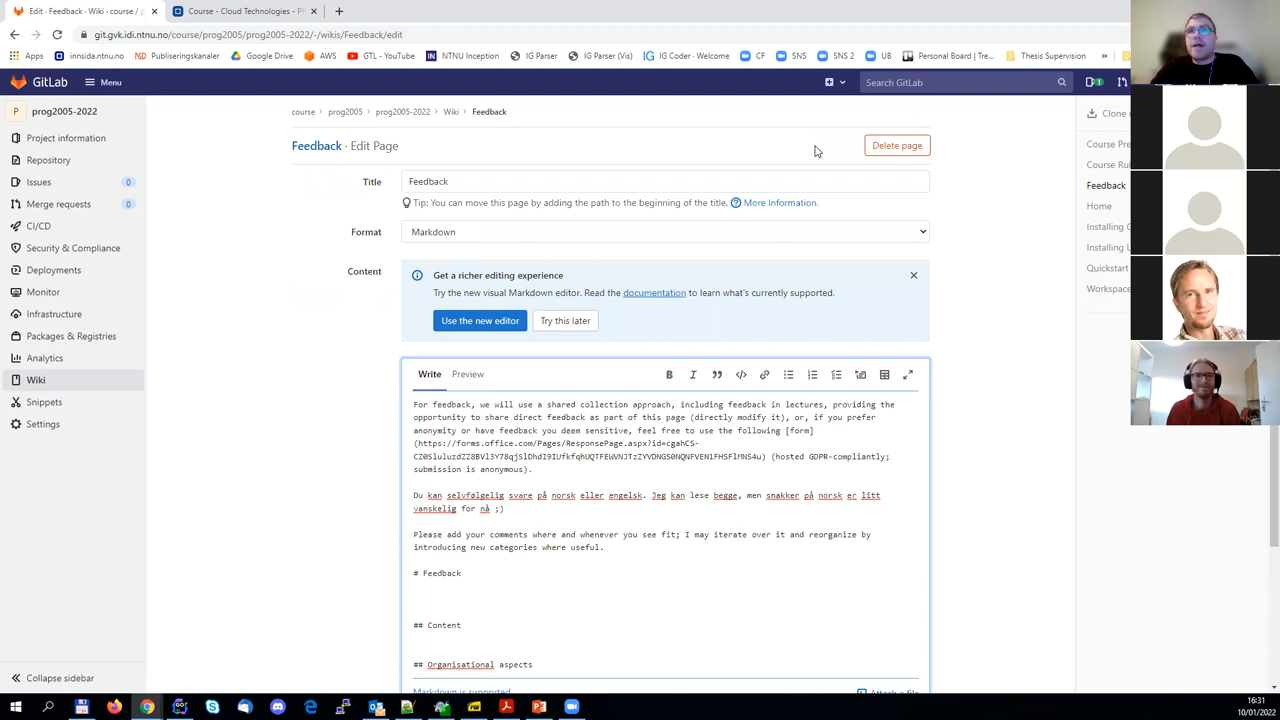 Edit · Feedback · Wiki · course / p
Course - Cloud Technologies - PR
git.gvk.idi.ntnu.no/course/prog2005/prog2005-2022/-/wikis/Feedback/edit
Apps innsida.ntnu.no Publiseringskanaler Google Drive AWS GTL - YouTube NTNU Inception IG Parser IG Parser (Vis) IG Coder · Welcome CF SNS SNS 2 UB Personal Board | Tre... Thesis Supervision
GitLab Menu Search GitLab 1
P prog2005-2022
Project information
Repository
Issues 0
Merge requests 0
CI/CD
Security & Compliance
Deployments
Monitor
Infrastructure
Packages & Registries
Analytics
Wiki
Snippets
Settings
Collapse sidebar
course > prog2005 > prog2005-2022 > Wiki > Feedback
Feedback · Edit Page Delete page
Title Feedback
Tip: You can move this page by adding the path to the beginning of the title. More Information.
Format Markdown
Content
Get a richer editing experience
Try the new visual Markdown editor. Read the documentation to learn what's currently supported.
Use the new editor Try this later
Write Preview
For feedback, we will use a shared collection approach, including feedback in lectures, providing the
opportunity to share direct feedback as part of this page (directly modify it), or, if you prefer
anonymity or have feedback you deem sensitive, feel free to use the following [form]
(https://forms.office.com/Pages/ResponsePage.aspx?id=cgahCS-
(hosted GDPR-compliantly;
submission is anonymous).
Du kan selvfølgelig svare på norsk eller engelsk. Jeg kan lese begge, men snakker på norsk er litt
vanskelig for nå ;)
Please add your comments where and whenever you see fit; I may iterate over it and reorganize by
introducing new categories where useful.
# Feedback
## Content
## Organisational aspects
Markdown is supported
Attach a file
Clone
Course Pre
Course Rul
Feedback
Home
Installing
Installing L
Quickstart
Workspace
16:31
10/01/2022